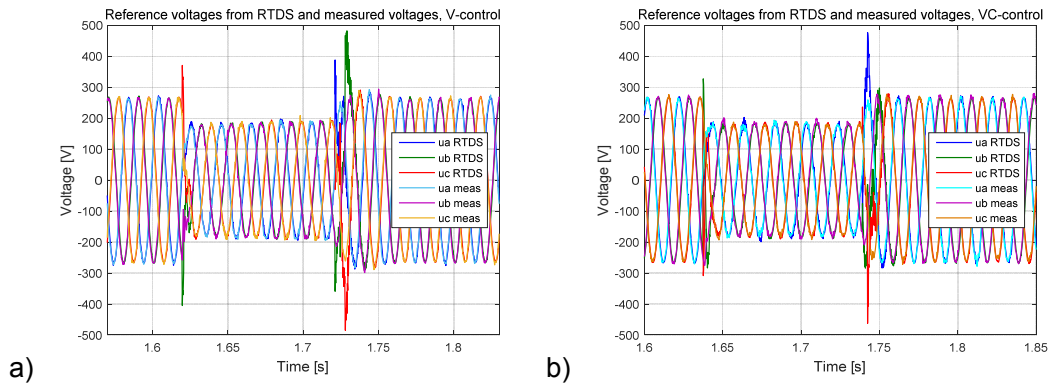 Reference voltages from RTDS and measured voltages, V-control
500
400
300
200
100
0
-100
-200
-300
-400
-500
Voltage [V]
1.6
1.65
1.7
1.75
1.8
Time [s]
ua RTDS
ub RTDS
uc RTDS
ua meas
ub meas
uc meas
a)
Reference voltages from RTDS and measured voltages, VC-control
500
400
300
200
100
0
-100
-200
-300
-400
-500
Voltage [V]
1.6
1.65
1.7
1.75
1.8
1.85
Time [s]
ua RTDS
ub RTDS
uc RTDS
ua meas
ub meas
uc meas
b)